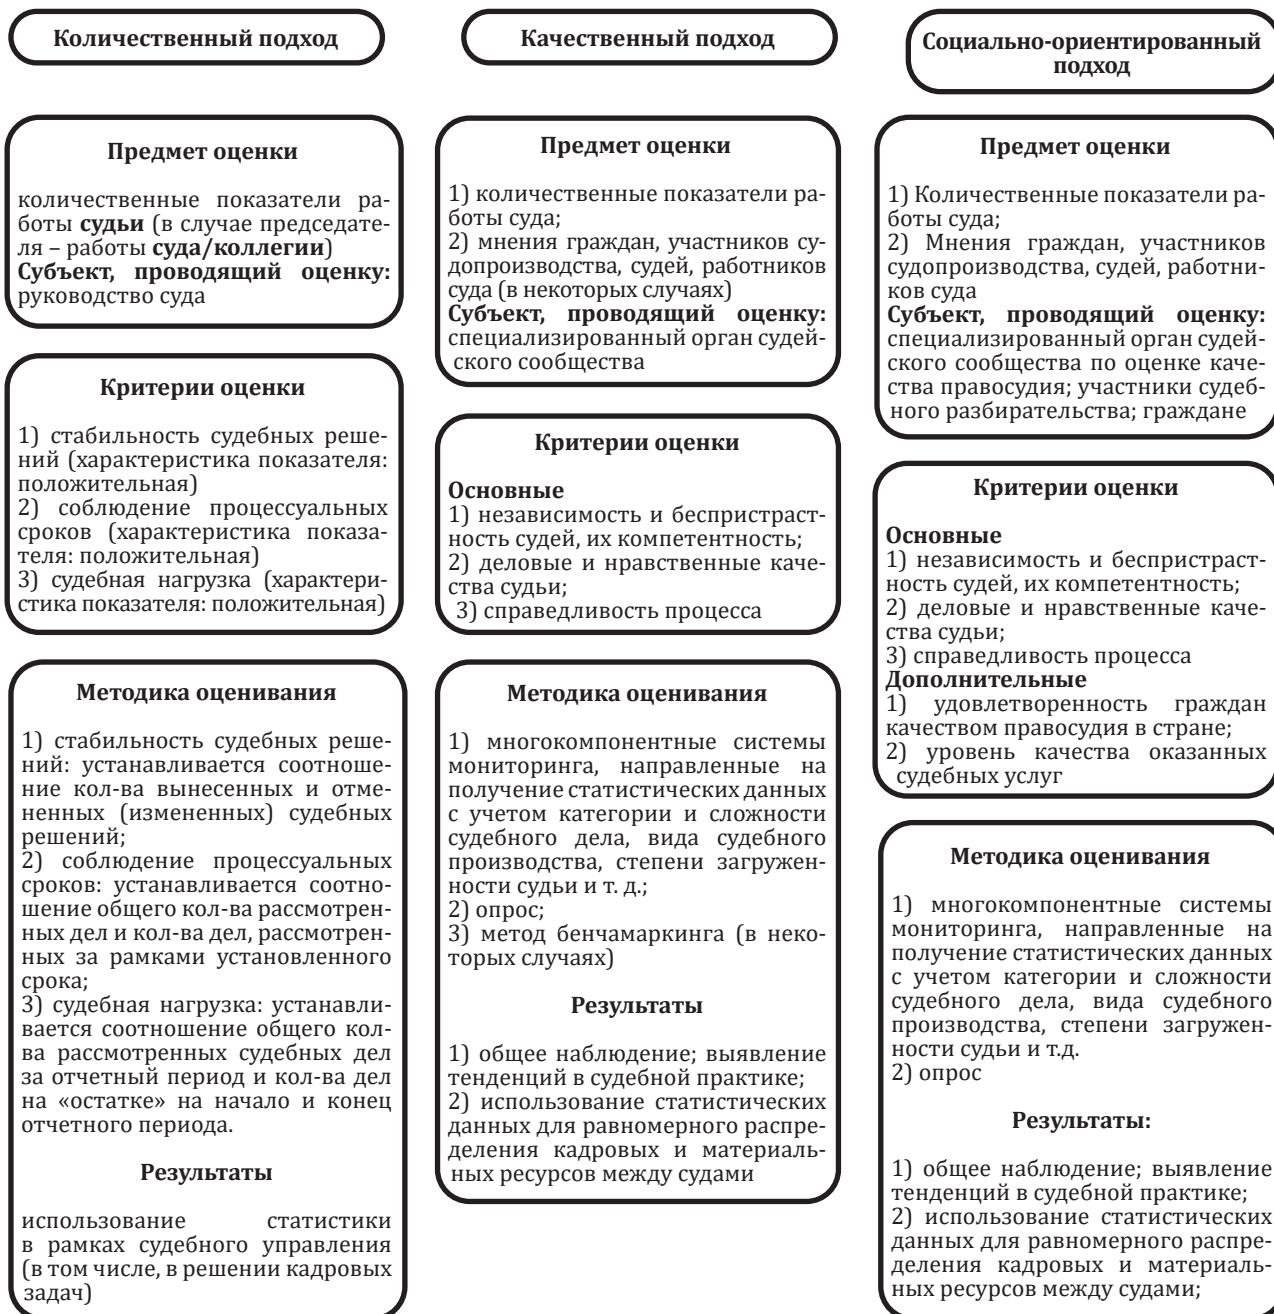 Количественный подход
Предмет оценки
количественные показатели ра-
боты судьи (в случае председате-
ля – работы суда/коллегии)
Субъект, проводящий оценку:
руководство суда
Критерии оценки
1) стабильность судебных реше-
ний (характеристика показателя:
положительная)
2) соблюдение процессуальных
сроков (характеристика показа-
теля: положительная)
3) судебная нагрузка (характери-
стика показателя: положительная)
Методика оценивания
1) стабильность судебных реше-
ний: устанавливается соотноше-
ние кол-ва вынесенных и отме-
ненных (измененных) судебных
решений;
2) соблюдение процессуальных
сроков: устанавливается соотно-
шение общего кол-ва рассмотрен-
ных дел и кол-ва дел, рассмотрен-
ных за рамками установленного
срока;
3) судебная нагрузка: устанавли-
вается соотношение общего кол-
ва рассмотренных судебных дел
за отчетный период и кол-ва дел
на «остатке» на начало и конец
отчетного периода.
Результаты
использование статистики
в рамках судебного управления
(в том числе, в решении кадровых
задач)
Качественный подход
Предмет оценки
1) количественные показатели ра-
боты суда;
2) мнения граждан, участников су-
допроизводства, судей, работников
суда (в некоторых случаях)
Субъект, проводящий оценку:
специализированный орган судей-
ского сообщества
Критерии оценки
Основные
1) независимость и беспристраст-
ность судей, их компетентность;
2) деловые и нравственные каче-
ства судьи;
3) справедливость процесса
Методика оценивания
1) многокомпонентные системы
мониторинга, направленные на
получение статистических данных
с учетом категории и сложности
судебного дела, вида судебного
производства, степени загружен-
ности судьи и т. д.;
2) опрос;
3) метод бенчамаркинга (в неко-
торых случаях)
Результаты
1) общее наблюдение; выявление
тенденций в судебной практике;
2) использование статистических
данных для равномерного распре-
деления кадровых и материаль-
ных ресурсов между судами
Социально-ориентированный
подход
Предмет оценки
1) Количественные показатели ра-
боты суда;
2) Мнения граждан, участников
судопроизводства, судей, работни-
ков суда
Субъект, проводящий оценку:
специализированный орган судей-
ского сообщества по оценке каче-
ства правосудия; участники судеб-
ного разбирательства; граждане
Критерии оценки
Основные
1) независимость и беспристраст-
ность судей, их компетентность;
2) деловые и нравственные каче-
ства судьи;
3) справедливость процесса
Дополнительные
1) удовлетворенность граждан
качеством правосудия в стране;
2) уровень качества оказанных
судебных услуг
Методика оценивания
1) многокомпонентные системы
мониторинга, направленные на
получение статистических данных
с учетом категории и сложности
судебного дела, вида судебного
производства, степени загружен-
ности судьи и т.д.
2) опрос
Результаты:
1) общее наблюдение; выявление
тенденций в судебной практике;
2) использование статистических
данных для равномерного распре-
деления кадровых и материаль-
ных ресурсов между судами;